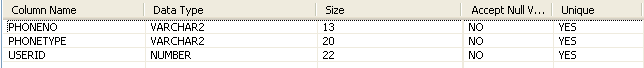 Column Name Data Type Size Accept Null V... Unique
PHONENO VARCHAR2 13 NO YES
PHONETYPE VARCHAR2 20 NO YES
USERID NUMBER 22 NO YES